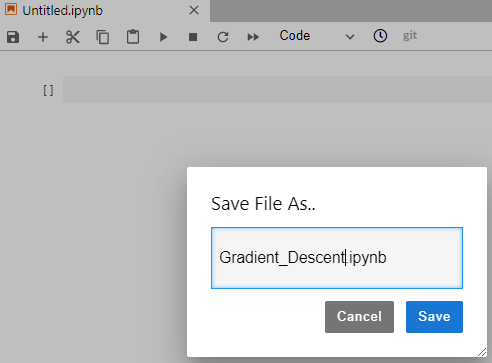 Untitled.ipynb
Code
git
[ ]
Save File As..
Gradient_Descent.ipynb
Cancel Save